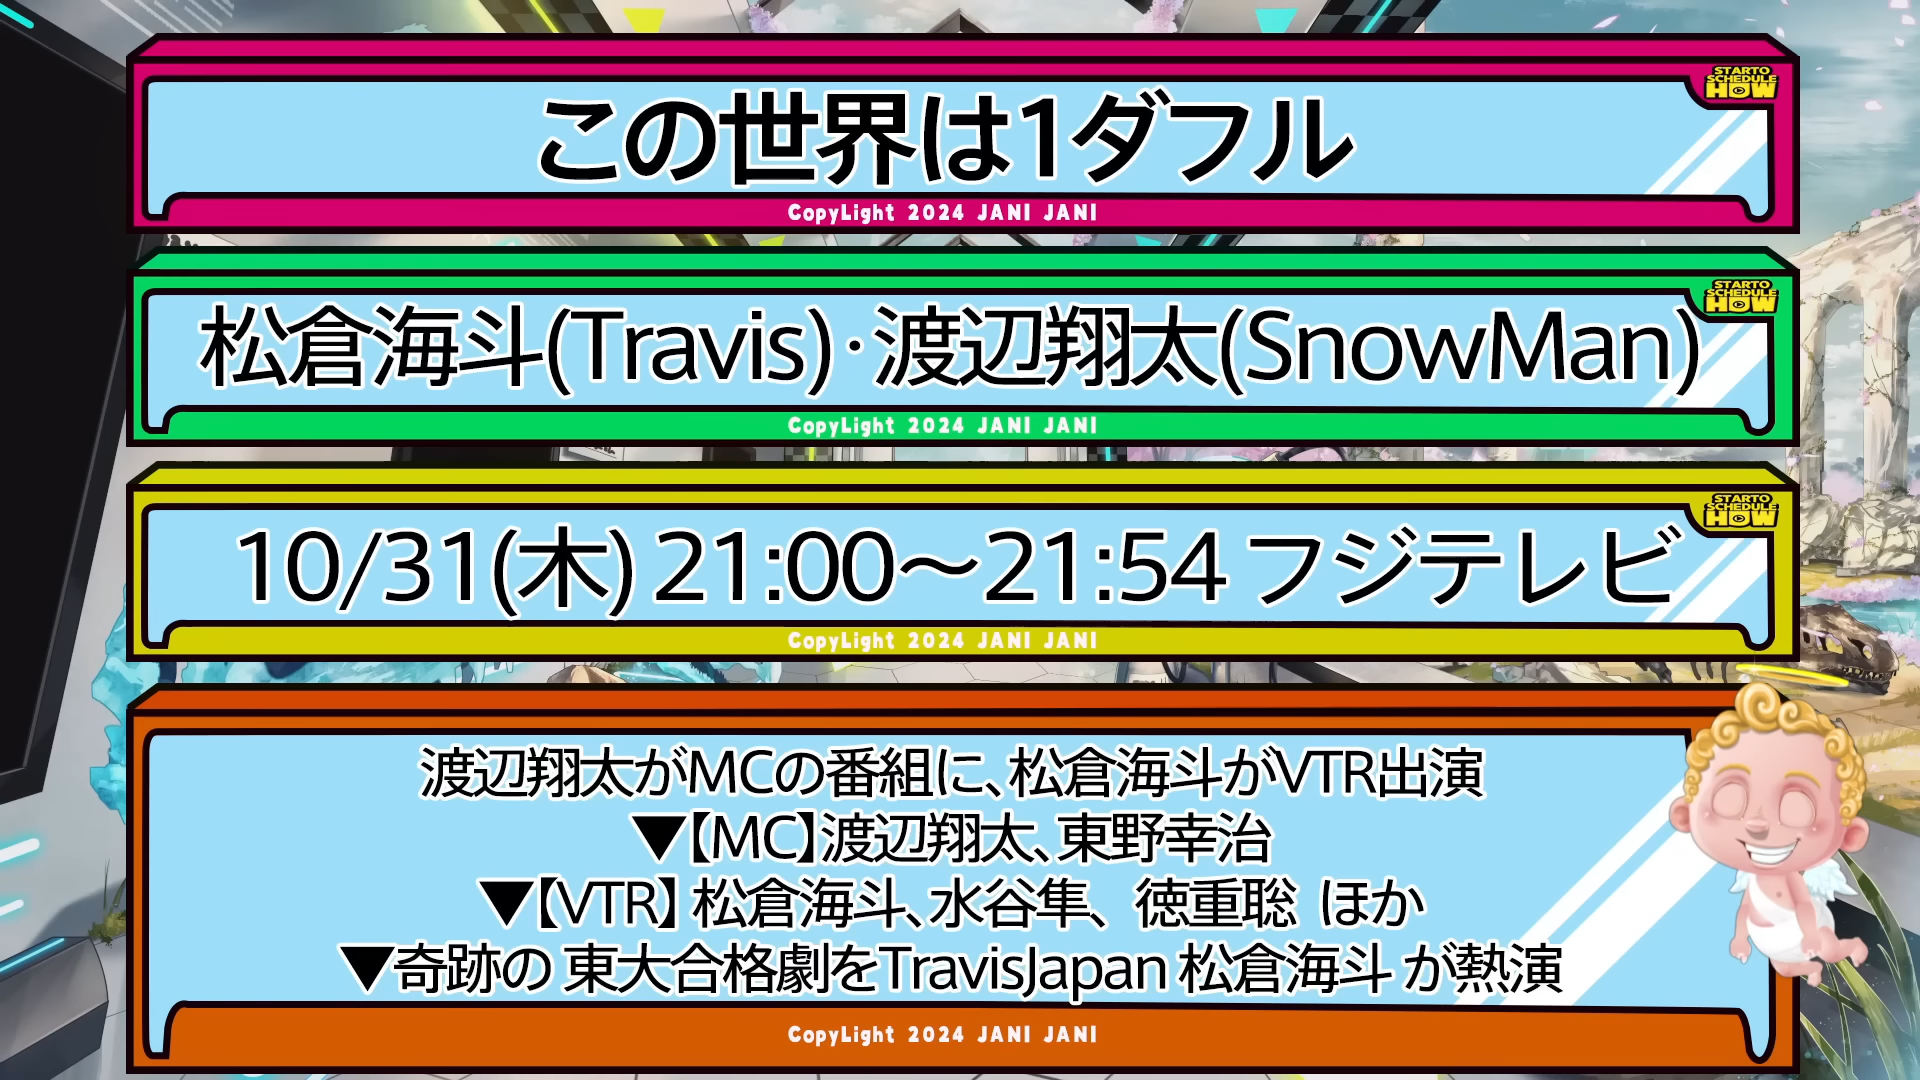 この世界は1ダフル
STARTO
SCHEDULE
HOW
CopyLight 2024 JANI JANI
松倉海斗(Travis)・渡辺翔太(SnowMan)
STARTO
SCHEDULE
HOW
CopyLight 2024 JANI JANI
10/31(木) 21:00～21:54 フジテレビ
STARTO
SCHEDULE
HOW
CopyLight 2024 JANI JANI
渡辺翔太がMCの番組に、松倉海斗がVTR出演
▼【MC】渡辺翔太、東野幸治
▼【VTR】 松倉海斗、水谷隼、 徳重聡 ほか
▼奇跡の 東大合格劇をTravisJapan 松倉海斗 が熱演
CopyLight 2024 JANI JANI